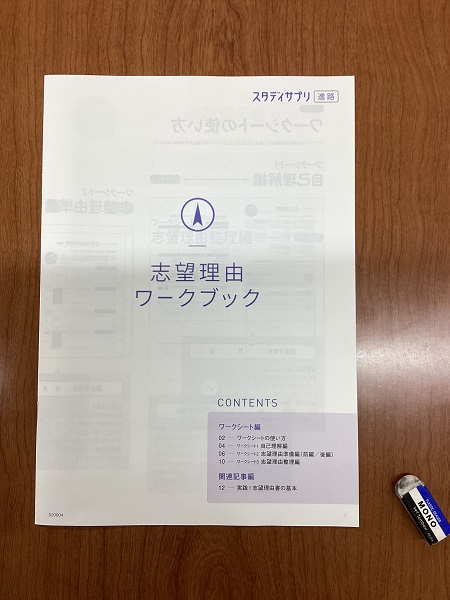 スタディサプリ 進路
志望理由
ワークブック
CONTENTS
ワークシート編
02 ワークシートの使い方
04 ワークシート1 自己理解編
06 ワークシート2 志望理由準備編(前編/後編)
10 ワークシート3 志望理由整理編
関連記事編
12 実践!志望理由書の基本
020004
MONO